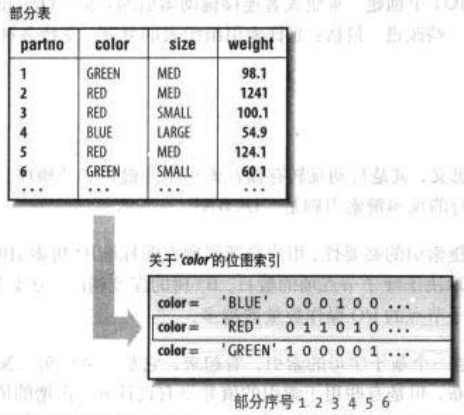 部分表
partno color size weight
1 GREEN MED 98.1
2 RED MED 1241
3 RED SMALL 100.1
4 BLUE LARGE 54.9
5 RED MED 124.1
6 GREEN SMALL 60.1
... ... ...
关于'color'的位图索引
color = 'BLUE' 0 0 0 1 0 0 ...
color = 'RED' 0 1 1 0 1 0 ...
color = 'GREEN' 1 0 0 0 0 1 ...
部分序号 1 2 3 4 5 6